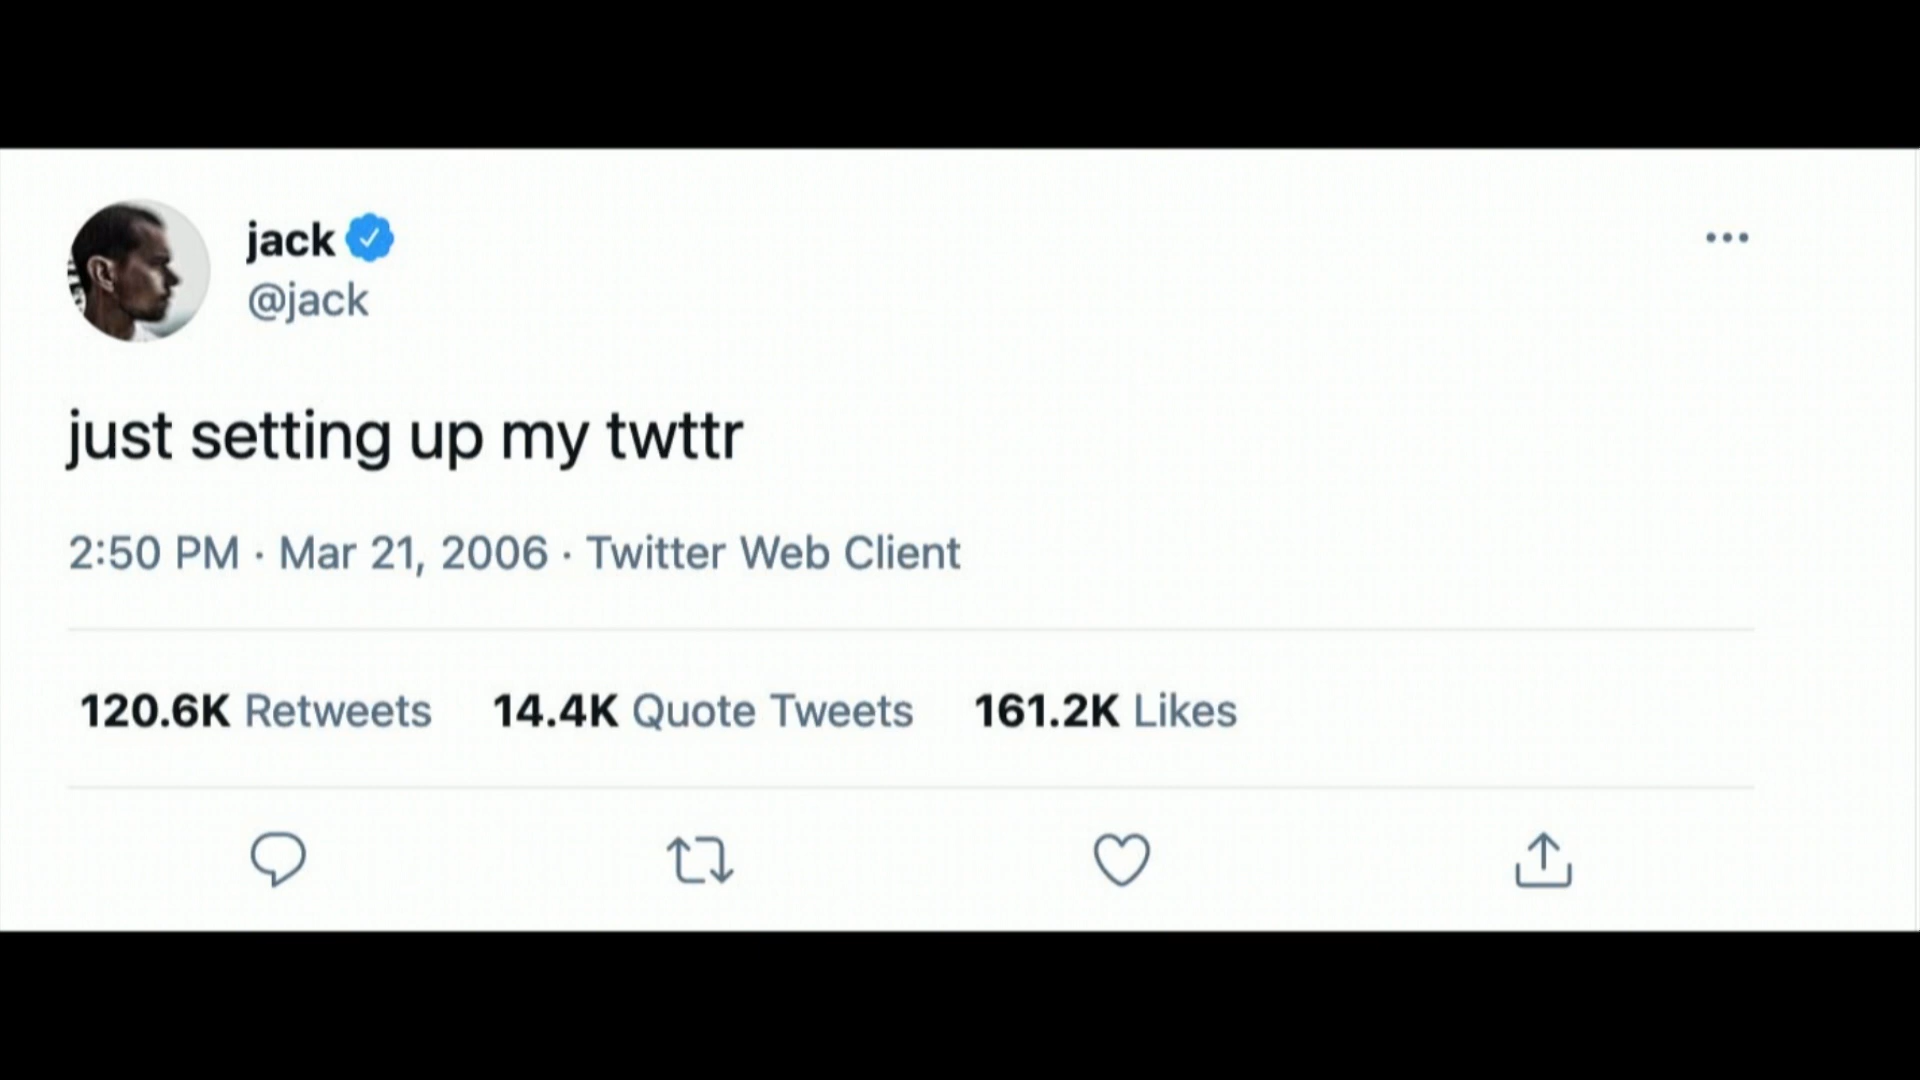 jack
@jack
just setting up my twttr
2:50 PM · Mar 21, 2006 · Twitter Web Client
120.6K Retweets 14.4K Quote Tweets 161.2K Likes